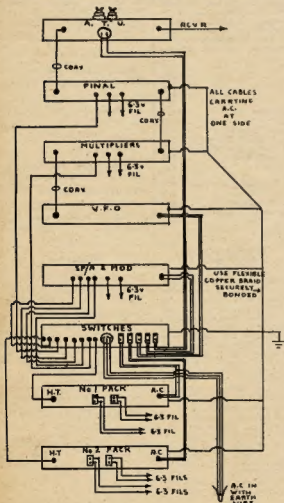 A. T. U.
RCVR
COAX
FINAL
6·3V
FIL
COAX
ALL CABLES
CARRYING
A.C.
AT
ONE SIDE
MULTIPLIERS
6·3V
FIL
COAX
V.F.O
SP/A & MOD
6·3V
FIL
USE FLEXIBLE
COPPER BRAID
SECURELY
BONDED
SWITCHES
No 1 PACK
H.T.
A.C
6·3 FIL
6·3 FIL
No 2 PACK
H.T
A.C
6·3 FILS
6·3 FILS
A.C IN
WITH
EARTH